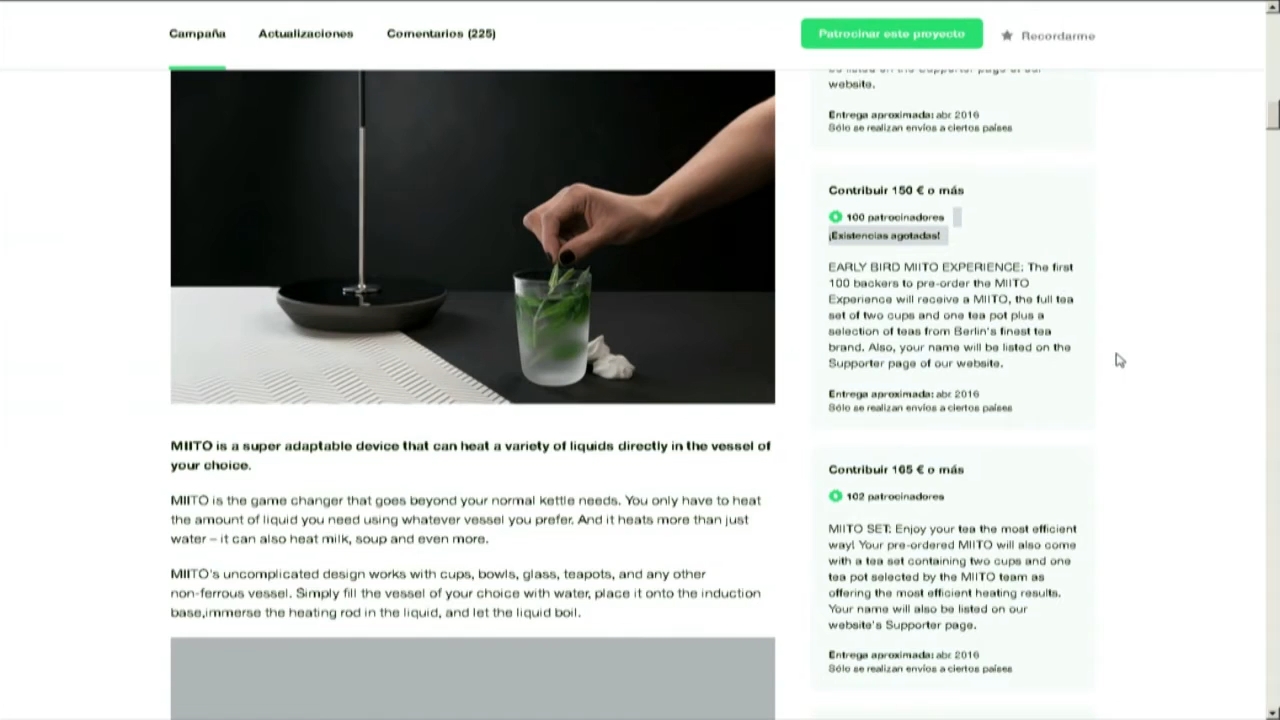 Campaña
Actualizaciones
Comentarios (225)
Patrocinar este proyecto
Recordarme
MIITO is a super adaptable device that can heat a variety of liquids directly in the vessel of
your choice.
MIITO is the game changer that goes beyond your normal kettle needs. You only have to heat
the amount of liquid you need using whatever vessel you prefer. And it heats more than just
water – it can also heat milk, soup and even more.
MIITO's uncomplicated design works with cups, bowls, glass, teapots, and any other
non-ferrous vessel. Simply fill the vessel of your choice with water, place it onto the induction
base,immerse the heating rod in the liquid, and let the liquid boil.
be listed on the Supporter page of our
website.
Entrega aproximada: abr. 2016
Sólo se realizan envíos a ciertos países
Contribuir 150 € o más
100 patrocinadores
¡Existencias agotadas!
EARLY BIRD MIITO EXPERIENCE: The first
100 backers to pre-order the MIITO
Experience will receive a MIITO, the full tea
set of two cups and one tea pot plus a
selection of teas from Berlin's finest tea
brand. Also, your name will be listed on the
Supporter page of our website.
Entrega aproximada: abr. 2016
Sólo se realizan envíos a ciertos países
Contribuir 165 € o más
102 patrocinadores
MIITO SET: Enjoy your tea the most efficient
way! Your pre-ordered MIITO will also come
with a tea set containing two cups and one
tea pot selected by the MIITO team as
offering the most efficient heating results.
Your name will also be listed on our
website's Supporter page.
Entrega aproximada: abr. 2016
Sólo se realizan envíos a ciertos países